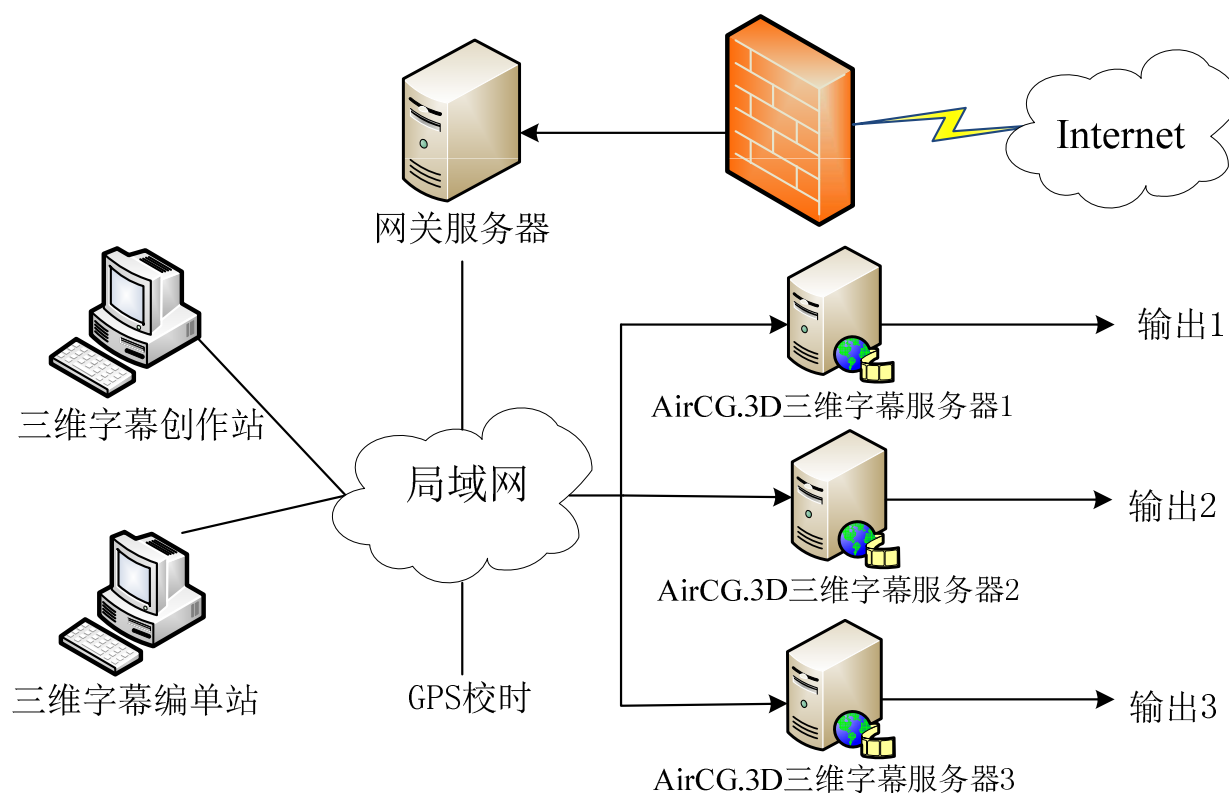 Internet
网关服务器
输出1
AirCG.3D三维字幕服务器1
三维字幕创作站
局域网
输出2
AirCG.3D三维字幕服务器2
三维字幕编单站
GPS校时
输出3
AirCG.3D三维字幕服务器3